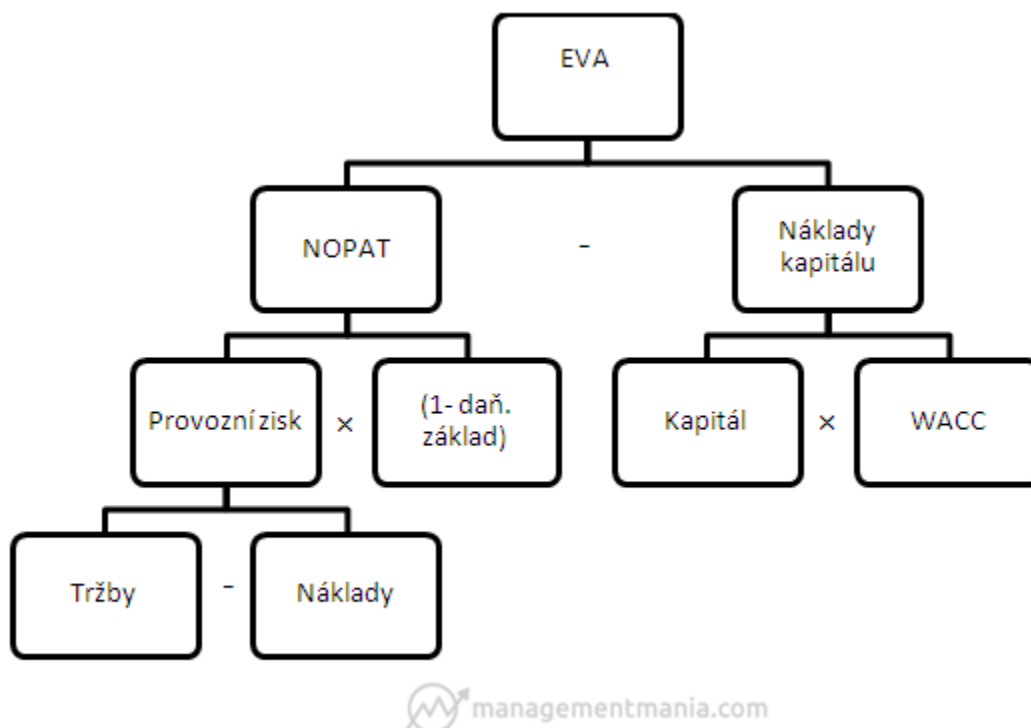 EVA
NOPAT
-
Náklady
kapitálu
Provozní zisk
×
(1- daň.
základ)
Kapitál
×
WACC
Tržby
-
Náklady
managementmania.com